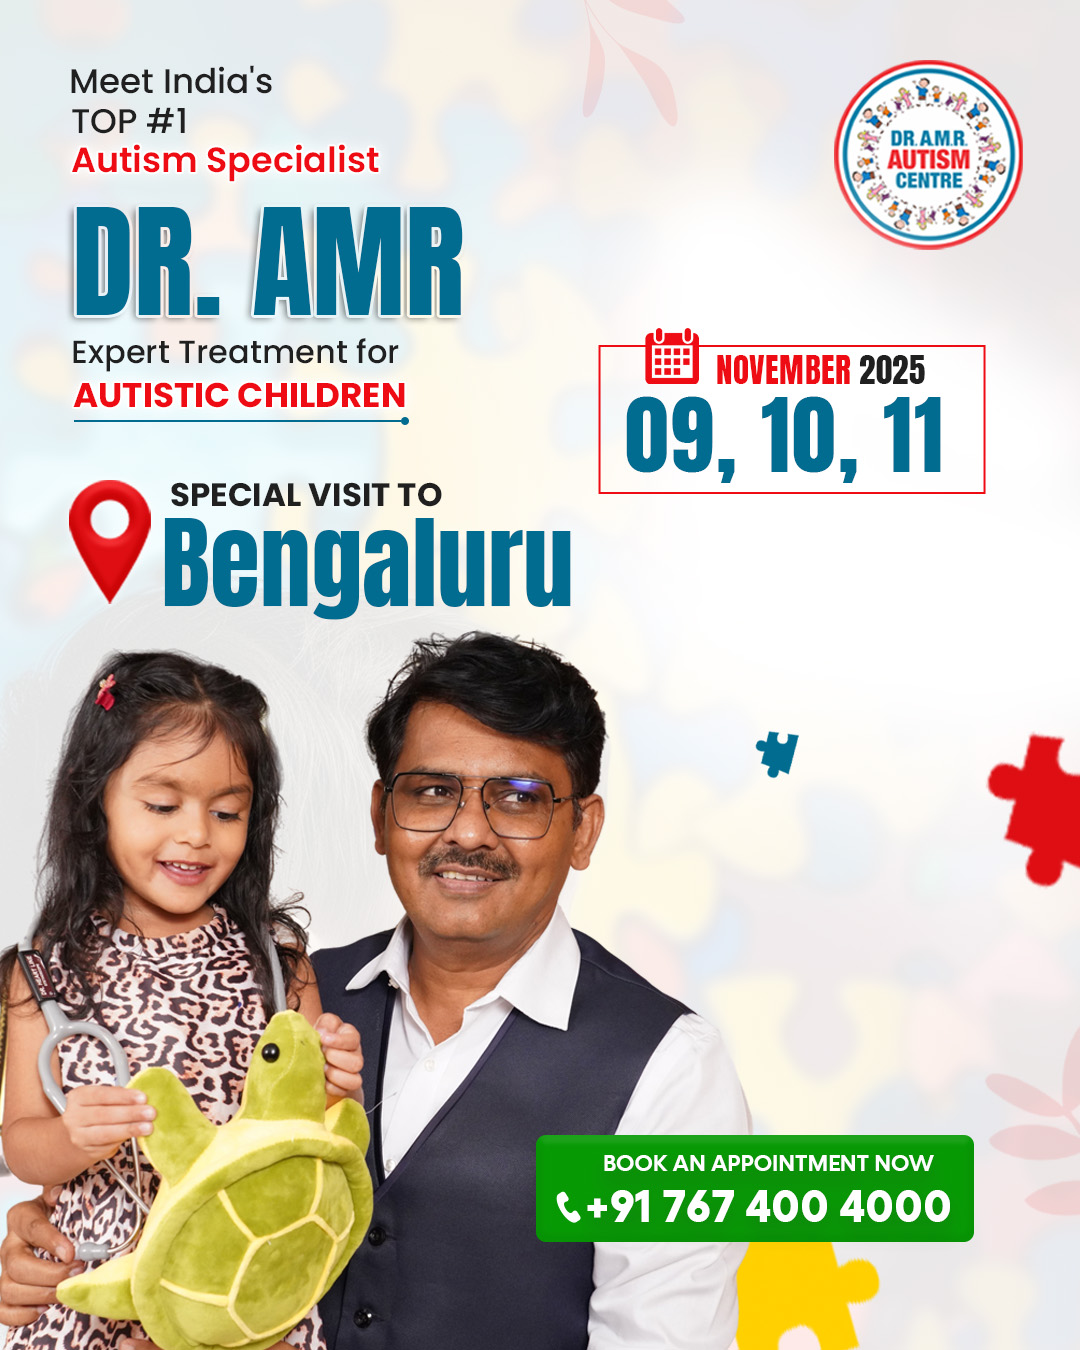 Meet India's
TOP #1
Autism Specialist
DR. AMR
Expert Treatment for
AUTISTIC CHILDREN
DR.A.M.R.
AUTISM
CENTRE
NOVEMBER 2025
09, 10, 11
SPECIAL VISIT TO
Bengaluru
BOOK AN APPOINTMENT NOW
+91 767 400 4000